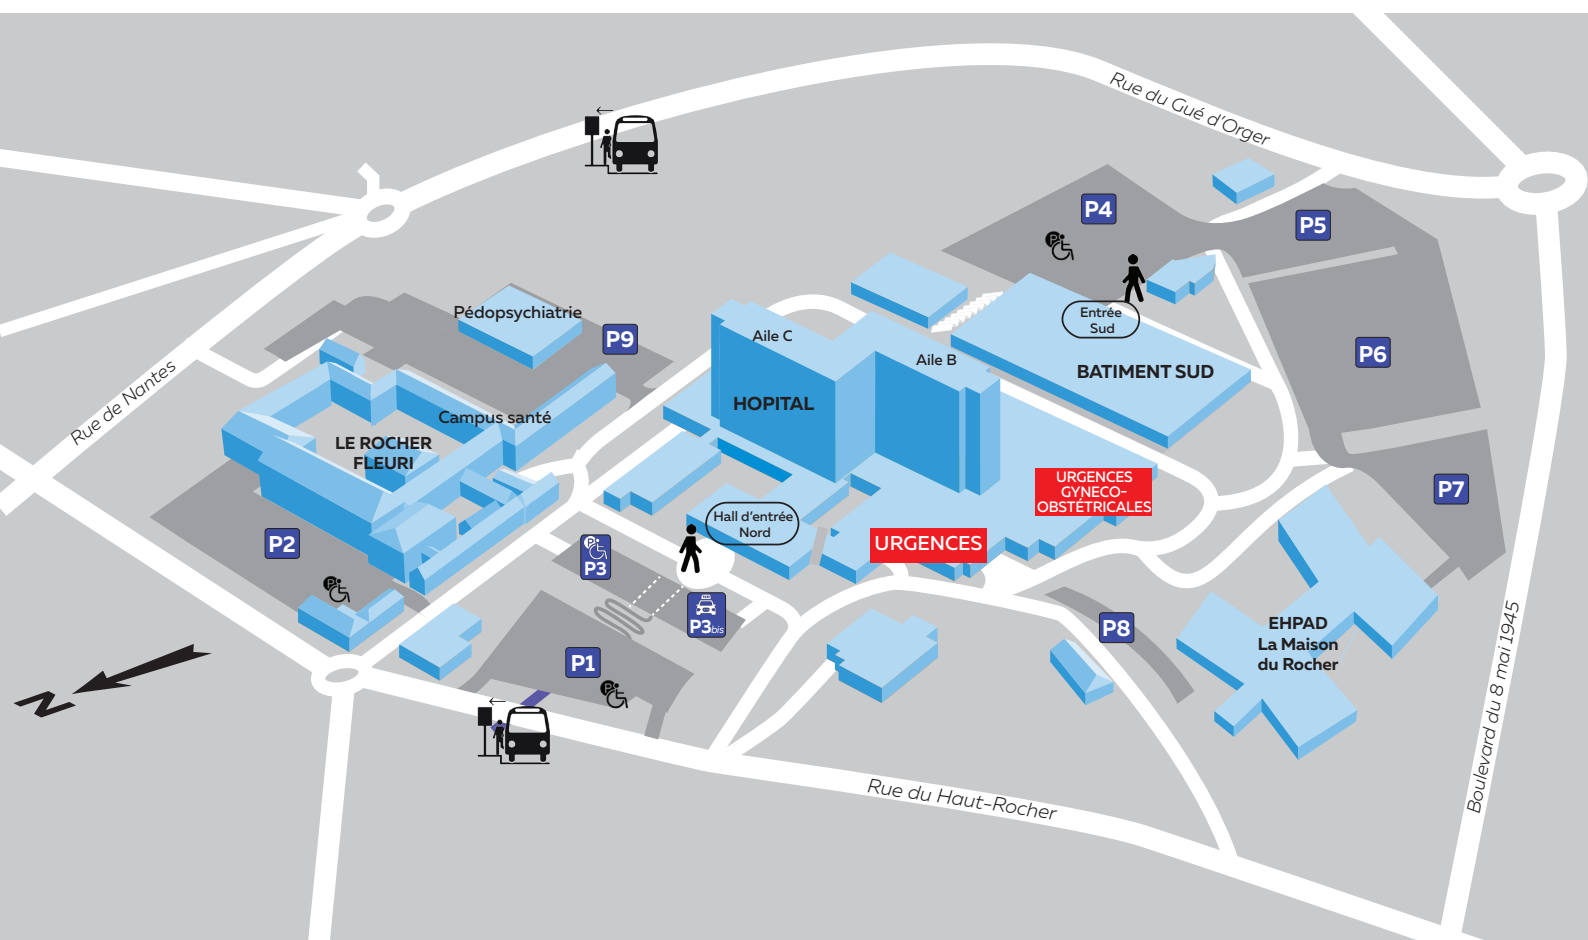 Rue du Gué d'Orger
P4
P5
Entrée
Sud
Pédopsychiatrie
P9
Aile C
Aile B
BATIMENT SUD
P6
Rue de Nantes
HOPITAL
Campus santé
LE ROCHER
FLEURI
URGENCES
GYNECO-
OBSTÉTRICALES
P7
Hall d'entrée
Nord
URGENCES
P2
P
P3
P
P
TAXI
P3bis
P8
EHPAD
La Maison
du Rocher
P1
P
N
Boulevard du 8 mai 1945
Rue du Haut-Rocher